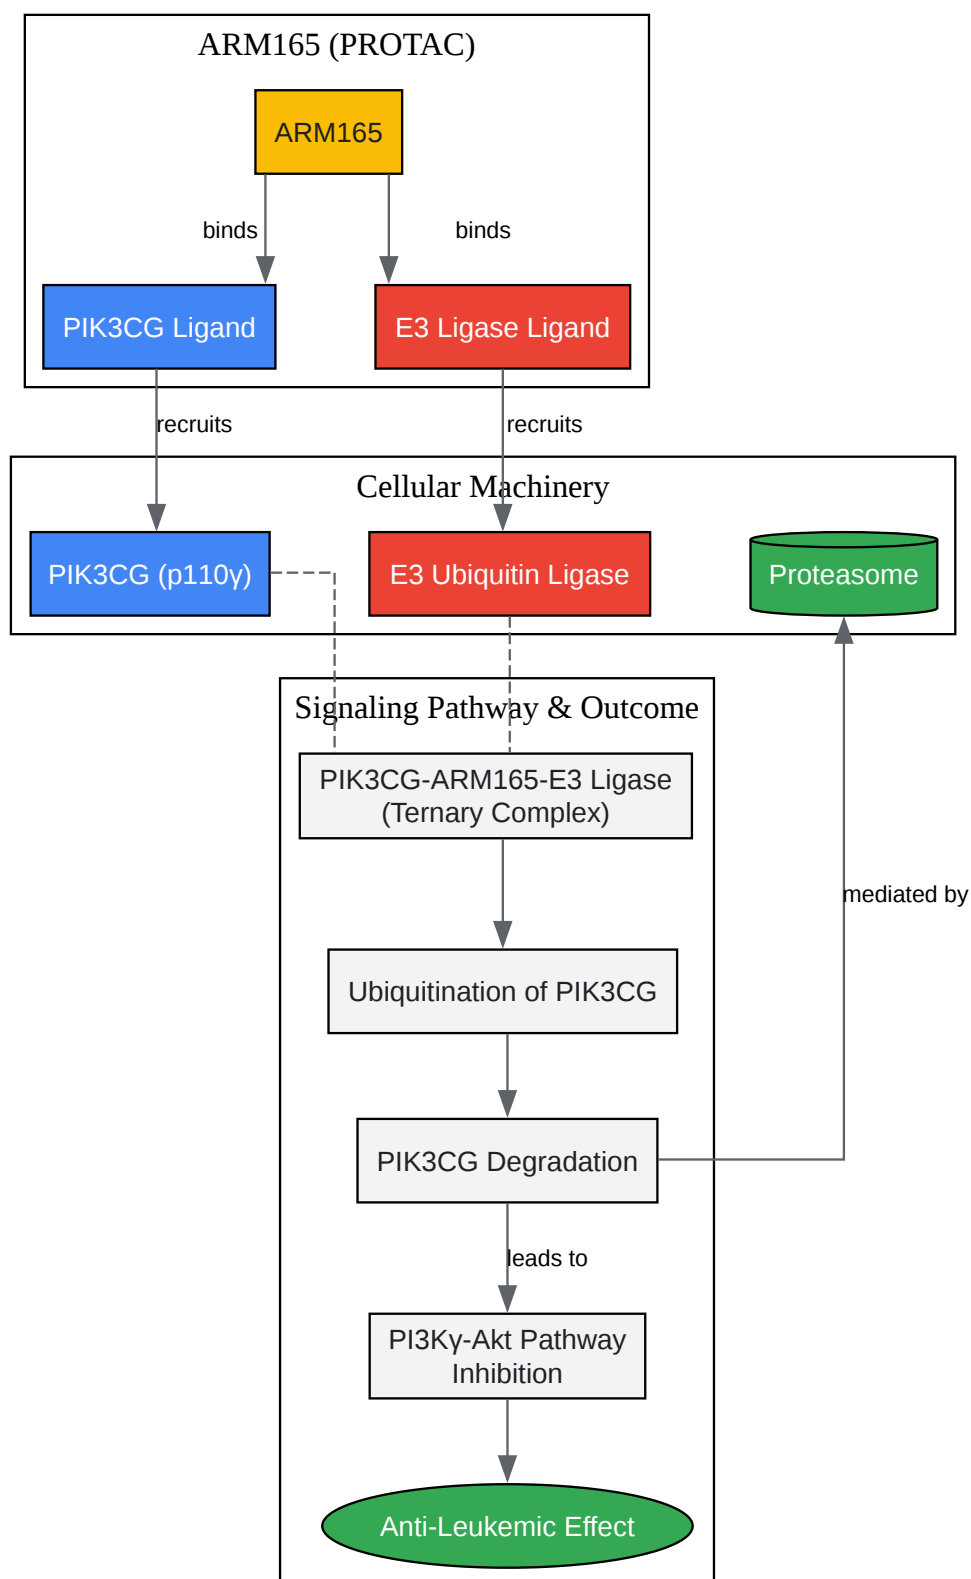 ARM165 (PROTAC)
ARM165
binds
binds
PIK3CG Ligand
E3 Ligase Ligand
recruits
recruits
Cellular Machinery
PIK3CG (p110γ)
E3 Ubiquitin Ligase
Proteasome
Signaling Pathway & Outcome
PIK3CG-ARM165-E3 Ligase
(Ternary Complex)
mediated by
Ubiquitination of PIK3CG
PIK3CG Degradation
leads to
PI3Kγ-Akt Pathway
Inhibition
Anti-Leukemic Effect